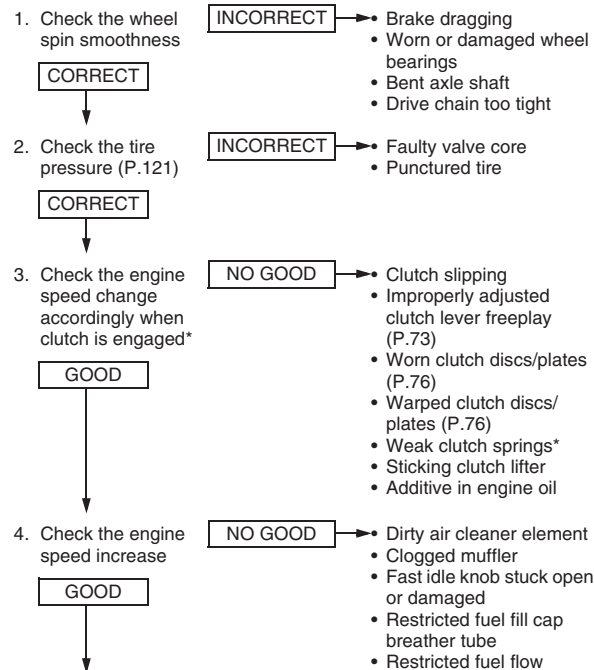 1. Check the wheel
spin smoothness
INCORRECT
• Brake dragging
• Worn or damaged wheel
bearings
• Bent axle shaft
• Drive chain too tight
CORRECT
2. Check the tire
pressure (P.121)
INCORRECT
• Faulty valve core
• Punctured tire
CORRECT
3. Check the engine
speed change
accordingly when
clutch is engaged*
NO GOOD
• Clutch slipping
• Improperly adjusted
clutch lever freeplay
(P.73)
• Worn clutch discs/plates
(P.76)
• Warped clutch discs/
plates (P.76)
• Weak clutch springs*
• Sticking clutch lifter
• Additive in engine oil
GOOD
4. Check the engine
speed increase
NO GOOD
• Dirty air cleaner element
• Clogged muffler
• Fast idle knob stuck open
or damaged
• Restricted fuel fill cap
breather tube
• Restricted fuel flow
GOOD